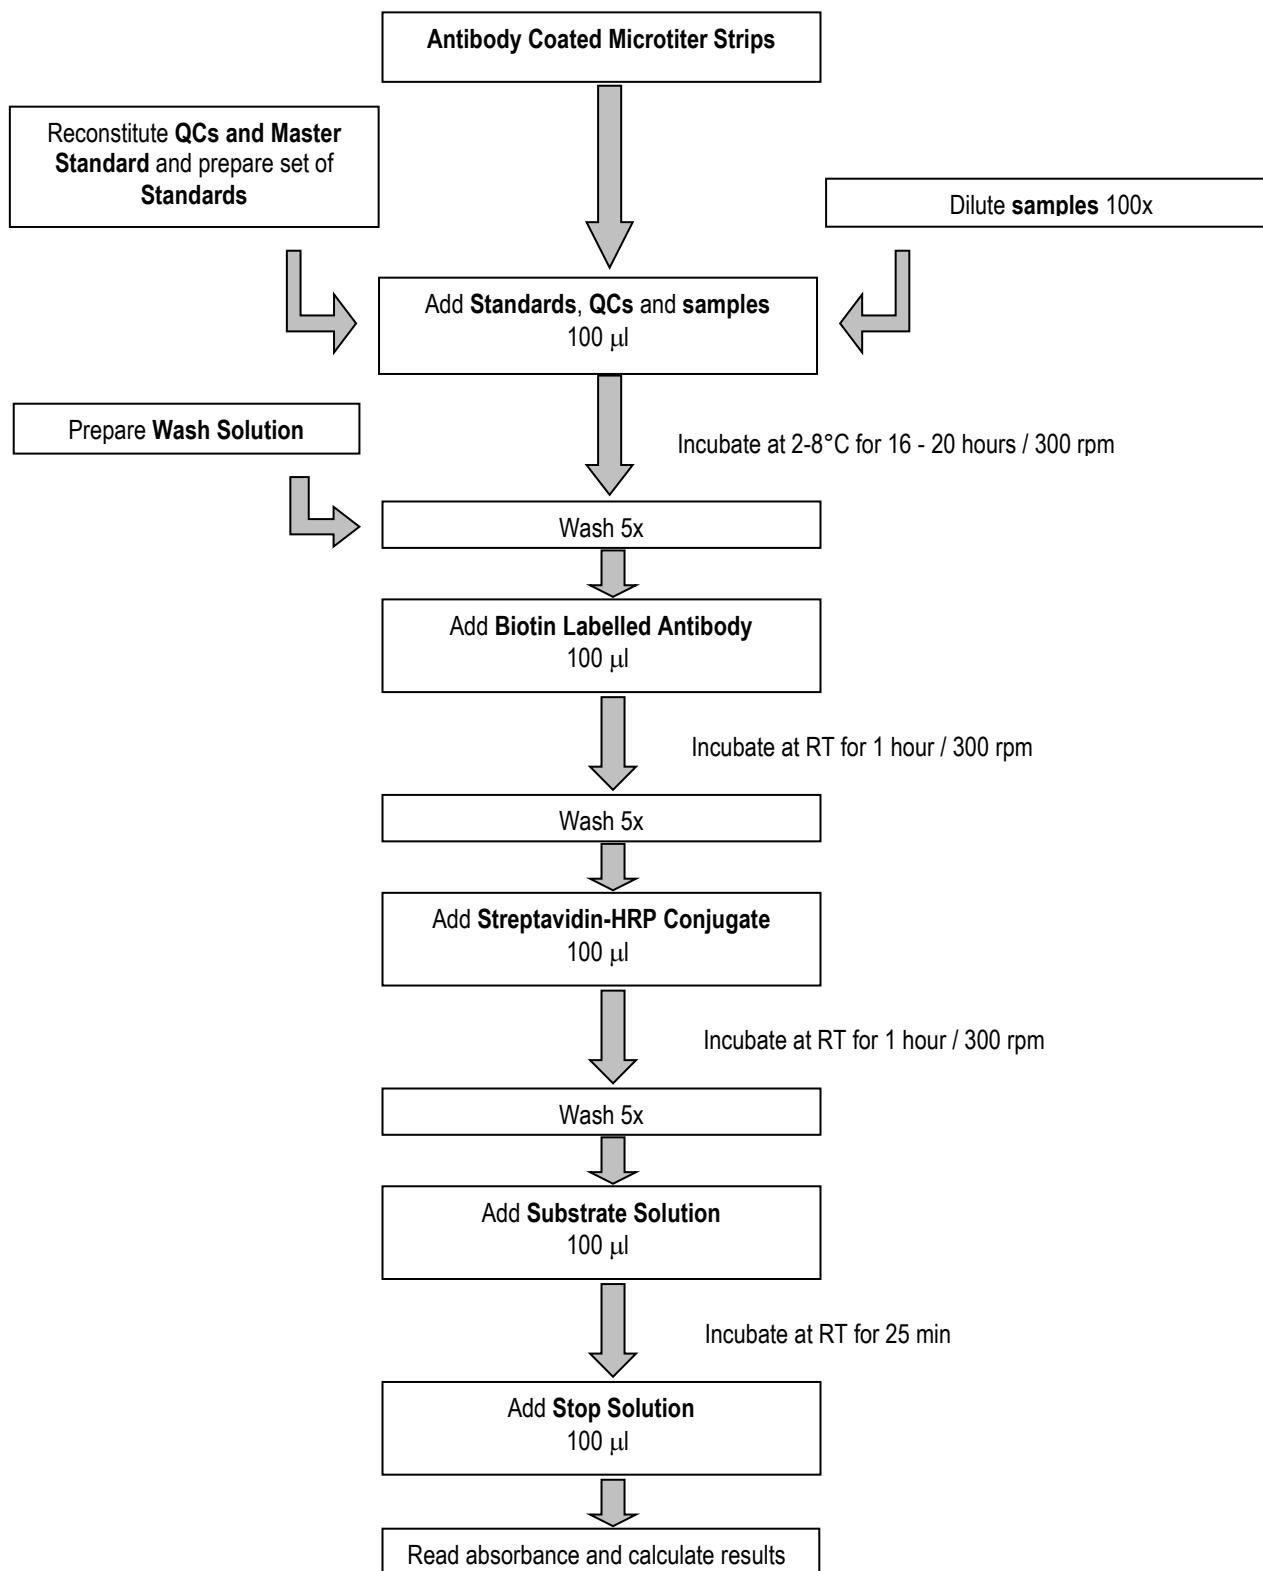 Antibody Coated Microtiter Strips
Reconstitute QCs and Master
Standard and prepare set of
Standards
Dilute samples 100x
Add Standards, QCs and samples
100 µl
Prepare Wash Solution
Incubate at 2-8°C for 16 - 20 hours / 300 rpm
Wash 5x
Add Biotin Labelled Antibody
100 µl
Incubate at RT for 1 hour / 300 rpm
Wash 5x
Add Streptavidin-HRP Conjugate
100 µl
Incubate at RT for 1 hour / 300 rpm
Wash 5x
Add Substrate Solution
100 µl
Incubate at RT for 25 min
Add Stop Solution
100 µl
Read absorbance and calculate results